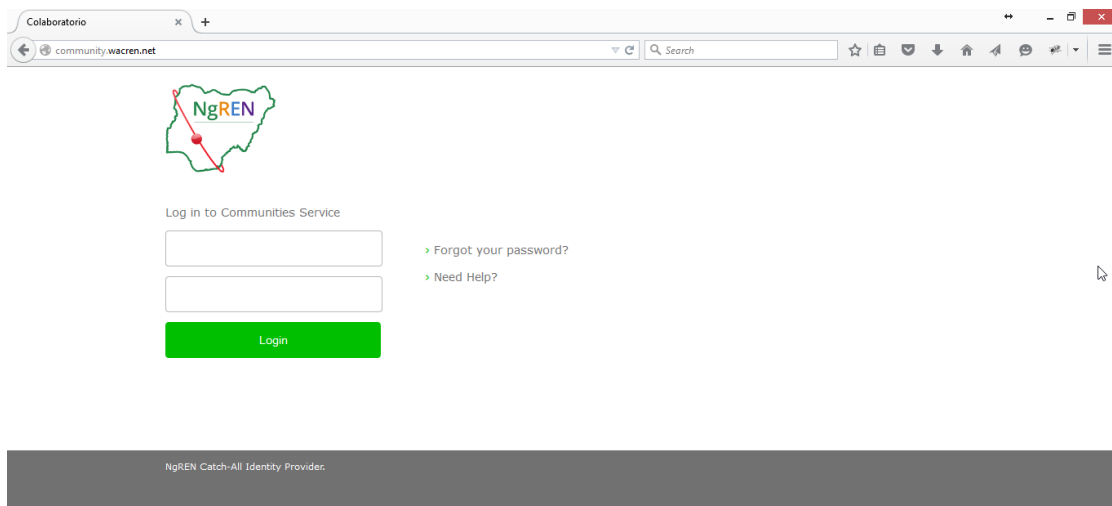 Colaboratorio
community.wacren.net
Search
NgREN
Log in to Communities Service
› Forgot your password?
› Need Help?
Login
NgREN Catch-All Identity Provider.